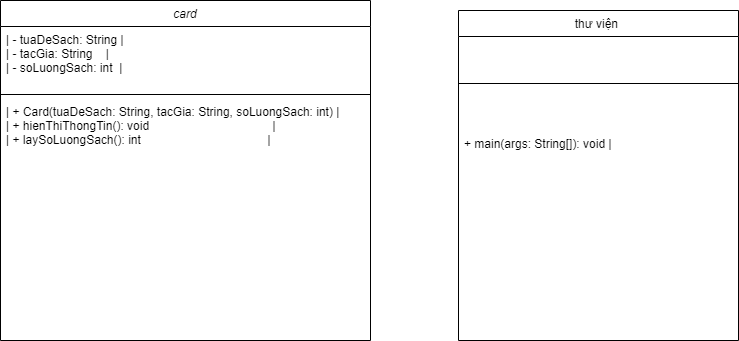 card
| - tuaDeSach: String |
| - tacGia: String |
| - soLuongSach: int |
| + Card(tuaDeSach: String, tacGia: String, soLuongSach: int) |
| + hienThiThongTin(): void |
| + laySoLuongSach(): int |
thư viện
+ main(args: String[]): void |